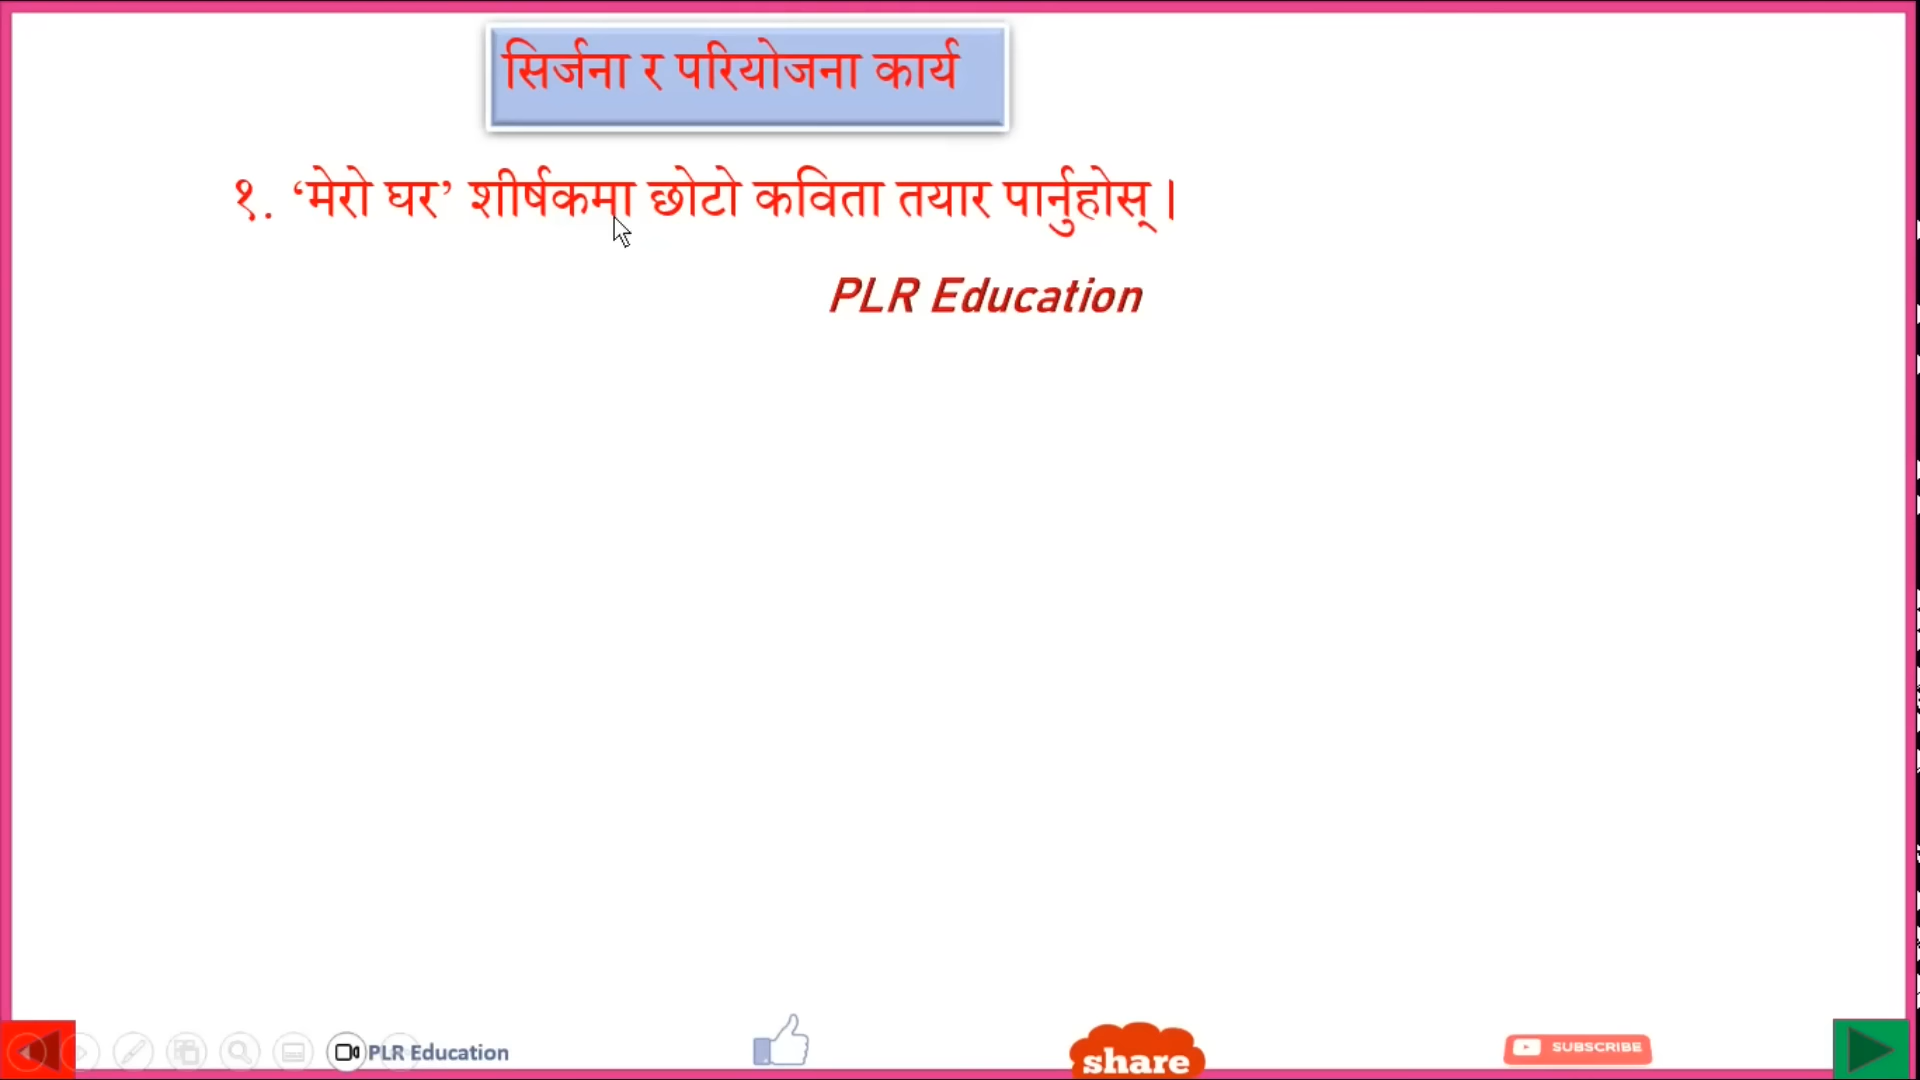 सिर्जना र परियोजना कार्य
१. ‘मेरो घर’ शीर्षकमा छोटो कविता तयार पार्नुहोस् ।
PLR Education
PLR Education
share
SUBSCRIBE